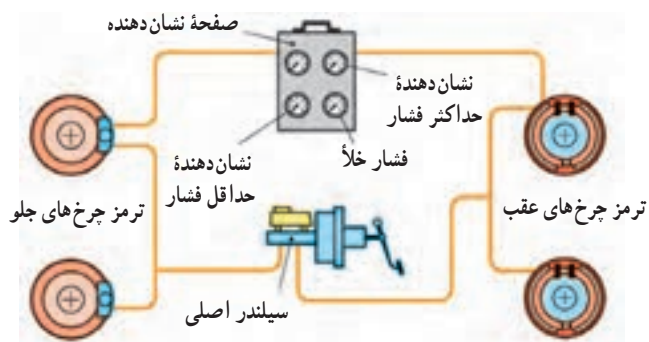 صفحهٔ نشان‌دهنده
نشان‌دهندهٔ
حداکثر فشار
فشار خلأ
نشان‌دهندهٔ
حداقل فشار
ترمز چرخ‌های جلو
ترمز چرخ‌های عقب
سیلندر اصلی